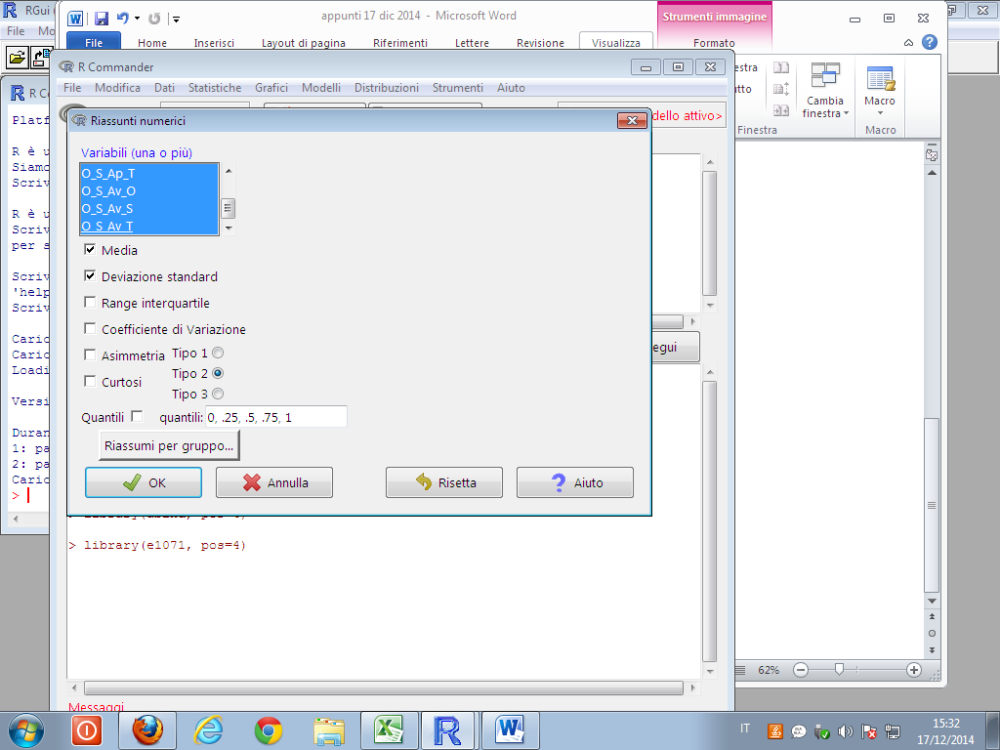 RGui
appunti 17 dic 2014 - Microsoft Word
Strumenti immagine
File
File Home Inserisci Layout di pagina Riferimenti Lettere Revisione Visualizza Formato
R Commander
File Modifica Dati Statistiche Grafici Modelli Distribuzioni Strumenti Aiuto
Cambia finestra
Macro
Finestra
Macro
dello attivo>
Riassunti numerici
Variabili (una o più)
O_S_Ap_T
O_S_Av_O
O_S_Av_S
O_S_Av_T
Media
Deviazione standard
Range interquartile
Coefficiente di Variazione
Asimmetria Tipo 1
Tipo 2
Curtosi
Tipo 3
Quantili quantili: 0, .25, .5, .75, 1
Riassumi per gruppo...
OK Annulla Risetta Aiuto
egui
R Co
Platf
R è u
Siamo
Scriv
R è u
Scriv
per s
Scriv
'help
Scriv
Caric
Caric
Loadi
Versi
Duran
1: pa
2: pa
Caric
>
> library(e1071, pos=4)
62%
Messaggi
IT
15:32
17/12/2014